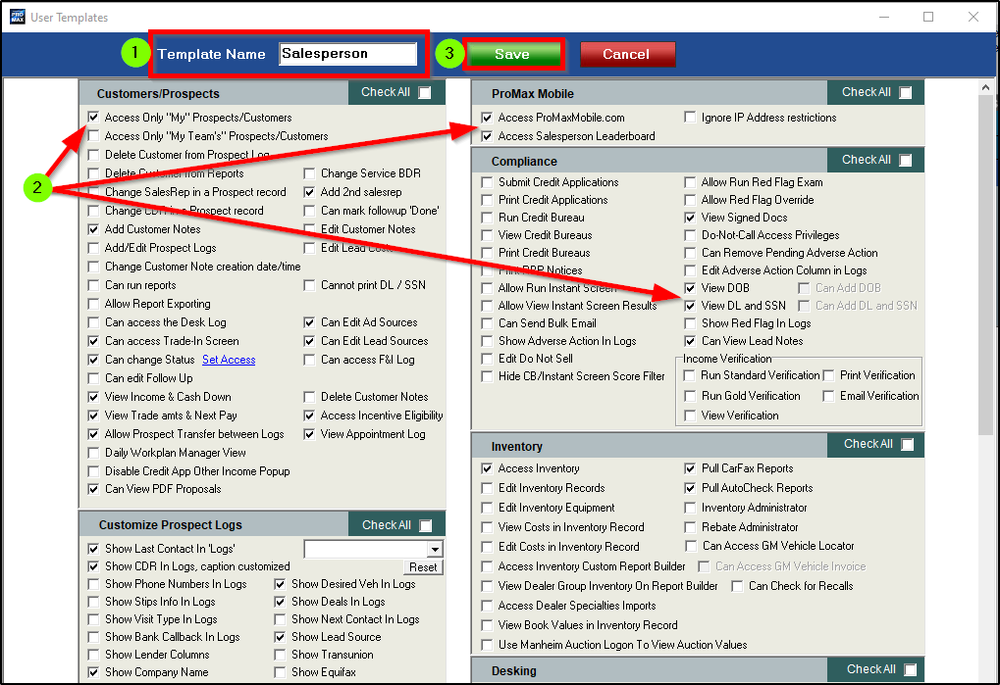 PRO MAX User Templates
1 Template Name Salesperson 3 Save Cancel
Customers/Prospects Check All
Access Only "My" Prospects/Customers
Access Only "My Team's" Prospects/Customers
Delete Customer from Prospect Log
2
Delete Customer from Reports Change Service BDR
Change SalesRep in a Prospect record Add 2nd salesrep
Change CDR in a Prospect record Can mark followup 'Done'
Add Customer Notes Edit Customer Notes
Add/Edit Prospect Logs Edit Lead Costs
Change Customer Note creation date/time
Can run reports Cannot print DL / SSN
Allow Report Exporting
Can access the Desk Log Can Edit Ad Sources
Can access Trade-In Screen Can Edit Lead Sources
Can change Status Set Access Can access F&I Log
Can edit Follow Up
View Income & Cash Down Delete Customer Notes
View Trade amts & Next Pay Access Incentive Eligibility
Allow Prospect Transfer between Logs View Appointment Log
Daily Workplan Manager View
Disable Credit App Other Income Popup
Can View PDF Proposals
Customize Prospect Logs Check All
Show Last Contact In 'Logs'
Show CDR In Logs, caption customized Reset
Show Phone Numbers In Logs Show Desired Veh In Logs
Show Stips Info In Logs Show Deals In Logs
Show Visit Type In Logs Show Next Contact In Logs
Show Bank Callback In Logs Show Lead Source
Show Lender Columns Show Transunion
Show Company Name Show Equifax
ProMax Mobile Check All
Access ProMaxMobile.com Ignore IP Address restrictions
Access Salesperson Leaderboard
Compliance Check All
Submit Credit Applications Allow Run Red Flag Exam
Print Credit Applications Allow Red Flag Override
Run Credit Bureau View Signed Docs
View Credit Bureaus Do-Not-Call Access Privileges
Print Credit Bureaus Can Remove Pending Adverse Action
Print RBP Notices Edit Adverse Action Column in Logs
Allow Run Instant Screen View DOB Can Add DOB
Allow View Instant Screen Results View DL and SSN Can Add DL and SSN
Can Send Bulk Email Show Red Flag In Logs
Show Adverse Action In Logs Can View Lead Notes
Edit Do Not Sell Income Verification
Hide CB/Instant Screen Score Filter Run Standard Verification Print Verification
Run Gold Verification Email Verification
View Verification
Inventory Check All
Access Inventory Pull CarFax Reports
Edit Inventory Records Pull AutoCheck Reports
Edit Inventory Equipment Inventory Administrator
View Costs in Inventory Record Rebate Administrator
Edit Costs in Inventory Record Can Access GM Vehicle Locator
Access Inventory Custom Report Builder Can Access GM Vehicle Invoice
View Dealer Group Inventory On Report Builder Can Check for Recalls
Access Dealer Specialties Imports
View Book Values in Inventory Record
Use Manheim Auction Logon To View Auction Values
Desking Check All